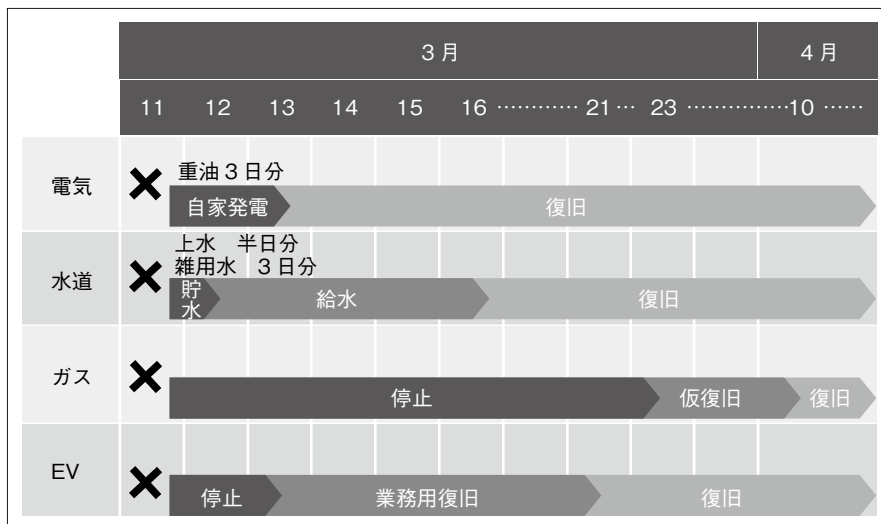 3月 4月
11 12 13 14 15 16 ………… 21 … 23 ……………10 ……
電気
重油3日分
自家発電 復旧
水道
上水 半日分
雑用水 3日分
貯水 給水 復旧
ガス
停止 仮復旧 復旧
EV
停止 業務用復旧 復旧